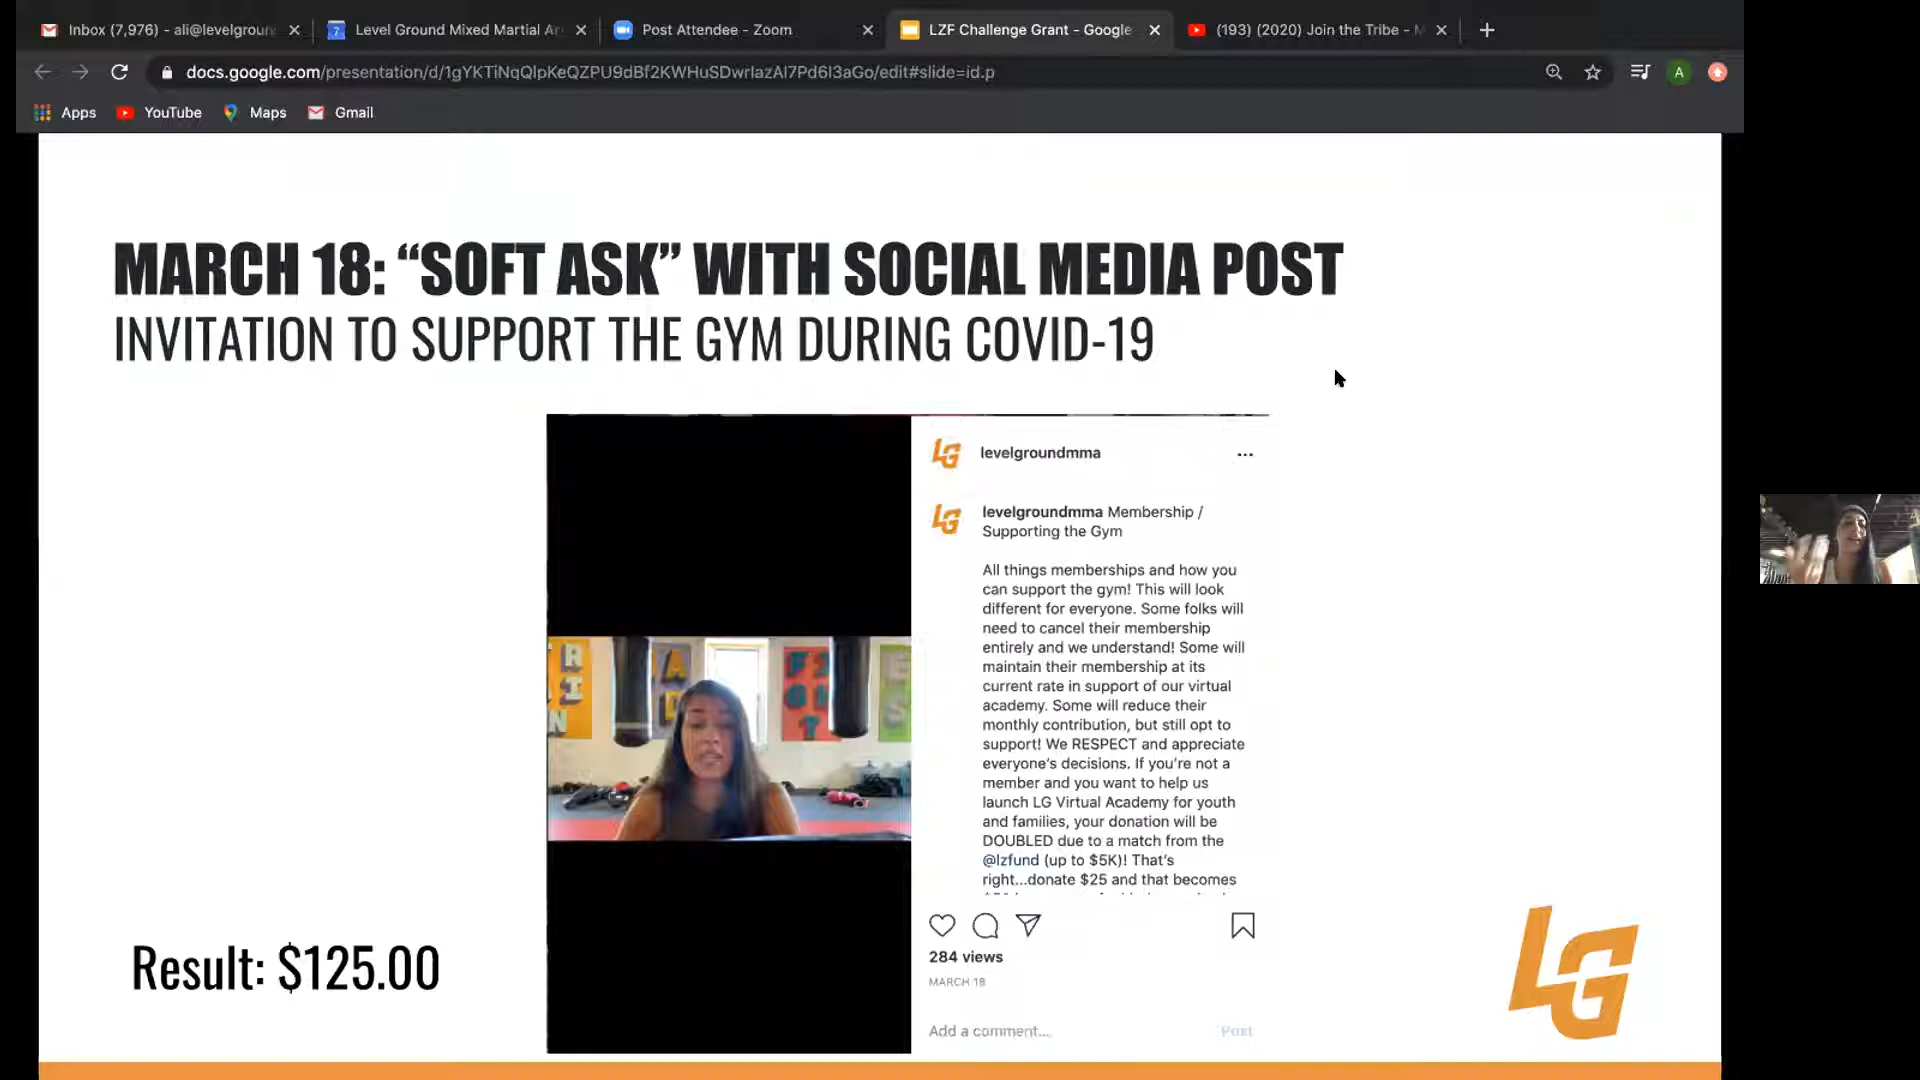 Inbox (7,976) - ali@levelgroun
Level Ground Mixed Martial Ar
Post Attendee - Zoom
LZF Challenge Grant - Google
(193) (2020) Join the Tribe - M
docs.google.com/presentation/d/1gYKTiNqQlpKeQZPU9dBf2KWHuSDwrlazAl7Pd6l3aGo/edit#slide=id.p
A
Apps
YouTube
Maps
Gmail
MARCH 18: “SOFT ASK” WITH SOCIAL MEDIA POST
INVITATION TO SUPPORT THE GYM DURING COVID-19
LG levelgroundmma
LG levelgroundmma Membership /
Supporting the Gym
All things memberships and how you
can support the gym! This will look
different for everyone. Some folks will
need to cancel their membership
entirely and we understand! Some will
maintain their membership at its
current rate in support of our virtual
academy. Some will reduce their
monthly contribution, but still opt to
support! We RESPECT and appreciate
everyone's decisions. If you're not a
member and you want to help us
launch LG Virtual Academy for youth
and families, your donation will be
DOUBLED due to a match from the
@lzfund (up to $5K)! That's
right...donate $25 and that becomes
284 views
MARCH 18
Add a comment...
Post
Result: $125.00
LG